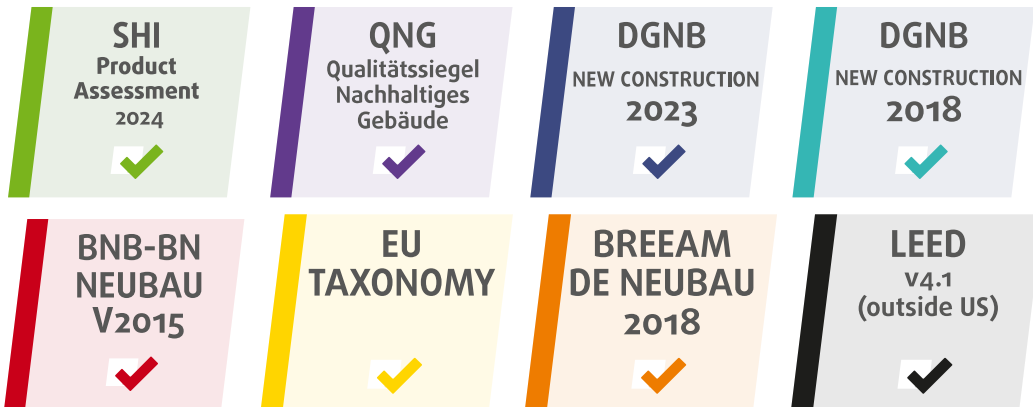 SHI
Product
Assessment
2024
QNG
Qualitätssiegel
Nachhaltiges
Gebäude
DGNB
NEW CONSTRUCTION
2023
DGNB
NEW CONSTRUCTION
2018
BNB-BN
NEUBAU
V2015
EU
TAXONOMY
BREEAM
DE NEUBAU
2018
LEED
v4.1
(outside US)